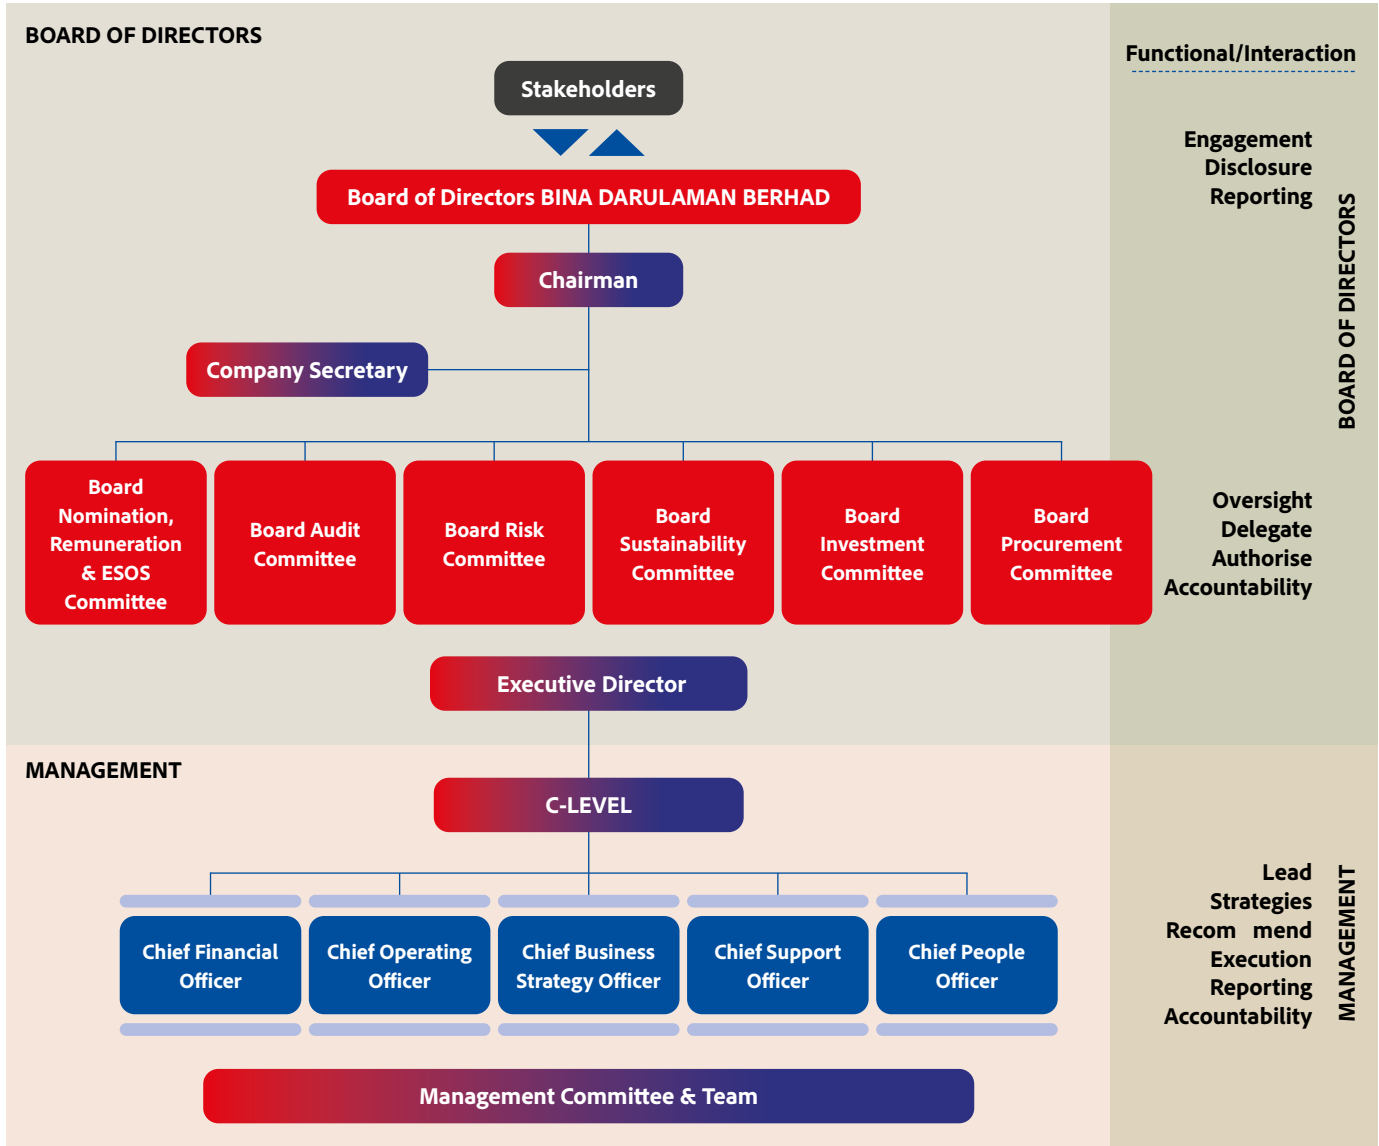 BOARD OF DIRECTORS
Functional/Interaction
Stakeholders
Engagement
Disclosure
Reporting
Board of Directors BINA DARULAMAN BERHAD
Chairman
BOARD OF DIRECTORS
Company Secretary
Board
Nomination,
Remuneration
& ESOS
Committee
Board Audit
Committee
Board Risk
Committee
Board
Sustainability
Committee
Board
Investment
Committee
Board
Procurement
Committee
Oversight
Delegate
Authorise
Accountability
Executive Director
MANAGEMENT
C-LEVEL
Chief Financial
Officer
Chief Operating
Officer
Chief Business
Strategy Officer
Chief Support
Officer
Chief People
Officer
Lead
Strategies
Recom mend
Execution
Reporting
Accountability
MANAGEMENT
Management Committee & Team